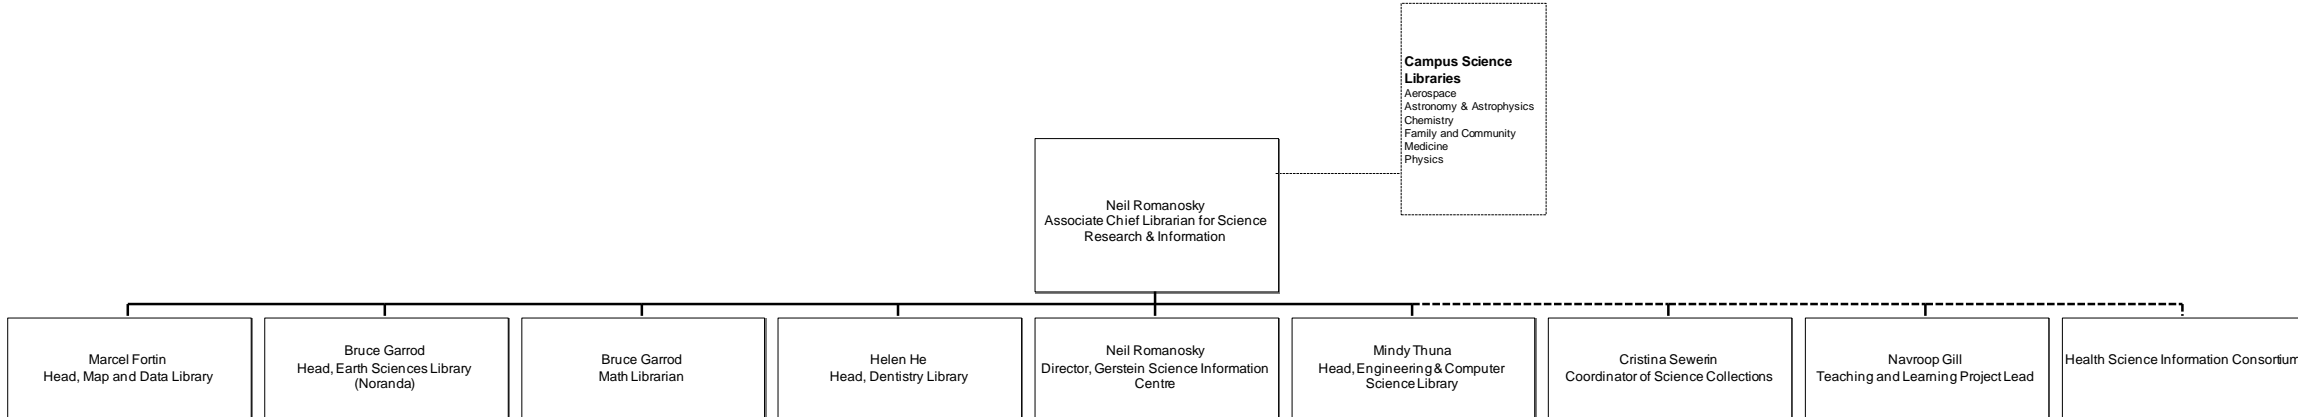 Campus Science
Libraries
Aerospace
Astronomy & Astrophysics
Chemistry
Family and Community
Medicine
Physics
Neil Romanosky
Associate Chief Librarian for Science
Research & Information
Marcel Fortin
Head, Map and Data Library
Bruce Garrod
Head, Earth Sciences Library
(Noranda)
Bruce Garrod
Math Librarian
Helen He
Head, Dentistry Library
Neil Romanosky
Director, Gerstein Science Information
Centre
Mindy Thuna
Head, Engineering & Computer
Science Library
Cristina Sewerin
Coordinator of Science Collections
Navroop Gill
Teaching and Learning Project Lead
Health Science Information Consortium